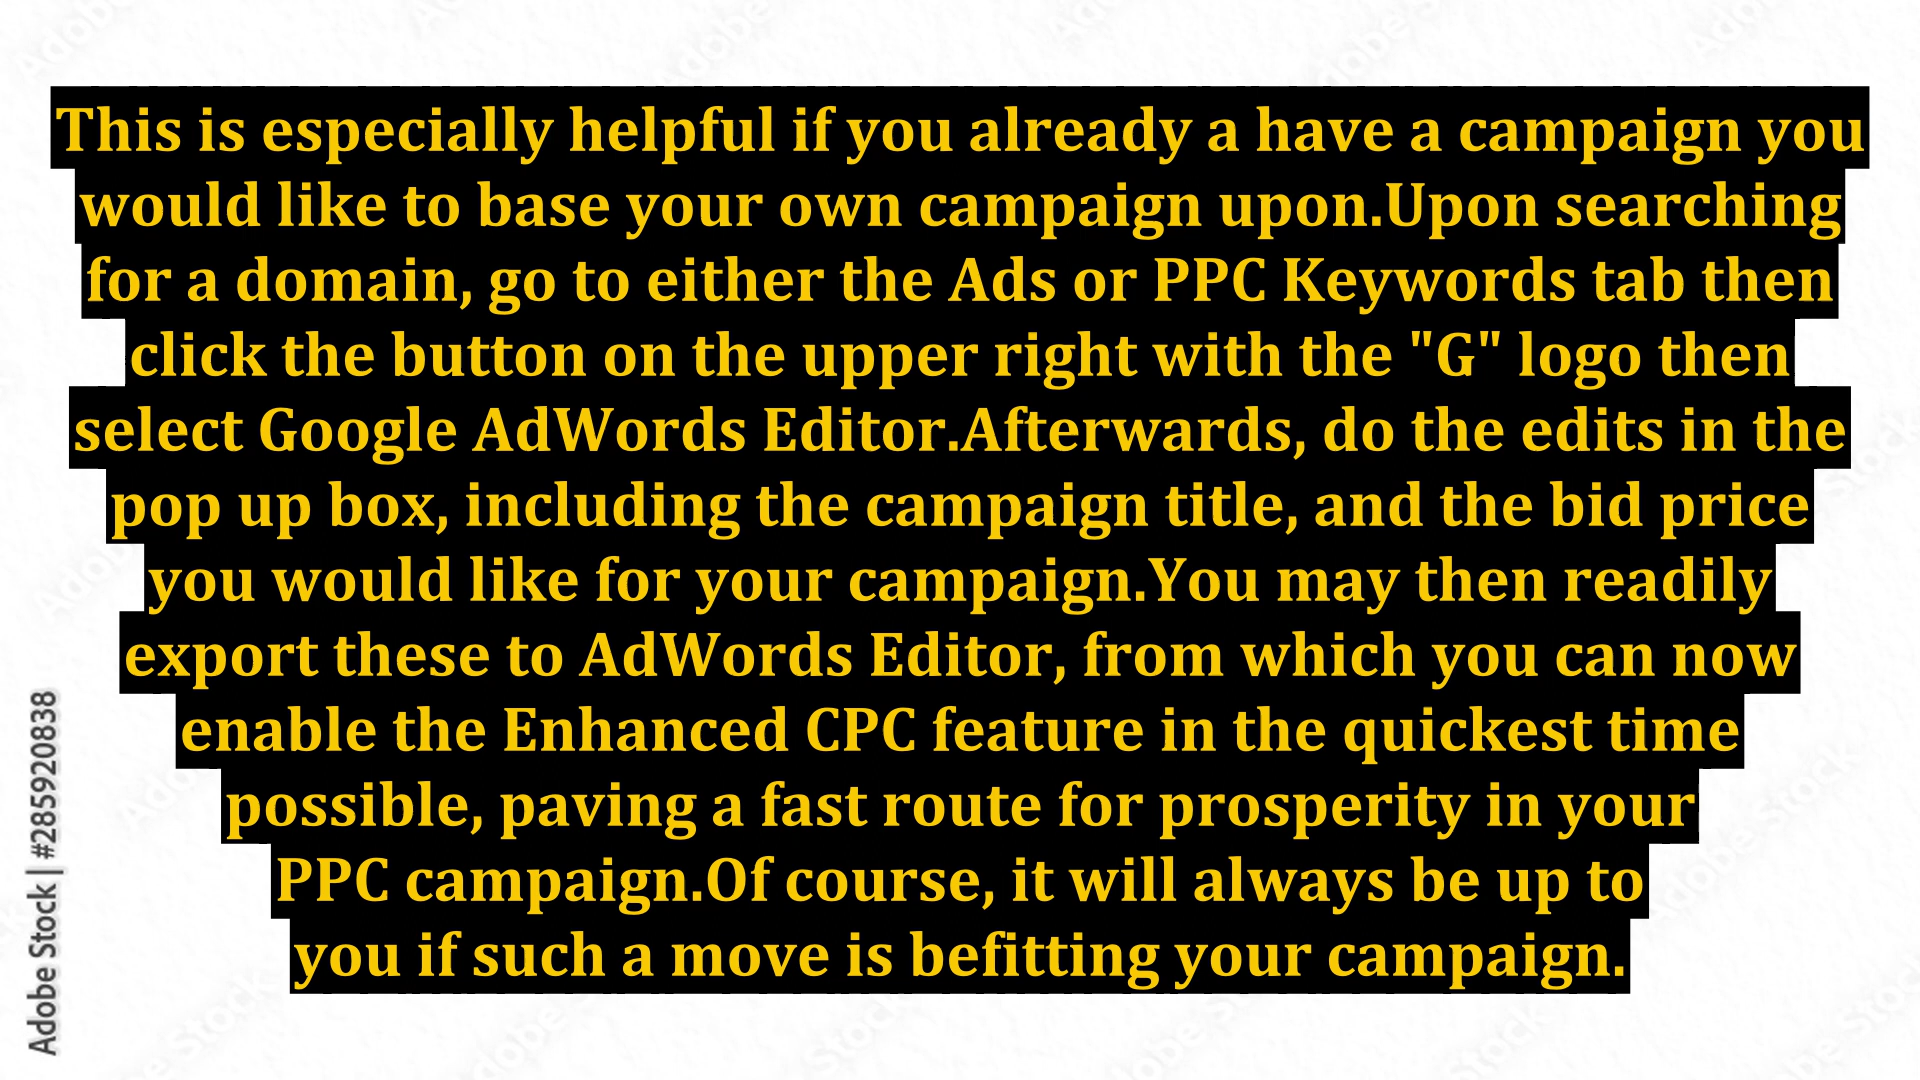 This is especially helpful if you already a have a campaign you
would like to base your own campaign upon.Upon searching
for a domain, go to either the Ads or PPC Keywords tab then
click the button on the upper right with the "G" logo then
select Google AdWords Editor.Afterwards, do the edits in the
pop up box, including the campaign title, and the bid price
you would like for your campaign.You may then readily
export these to AdWords Editor, from which you can now
enable the Enhanced CPC feature in the quickest time
possible, paving a fast route for prosperity in your
PPC campaign.Of course, it will always be up to
you if such a move is befitting your campaign.
Adobe Stock | #285920838